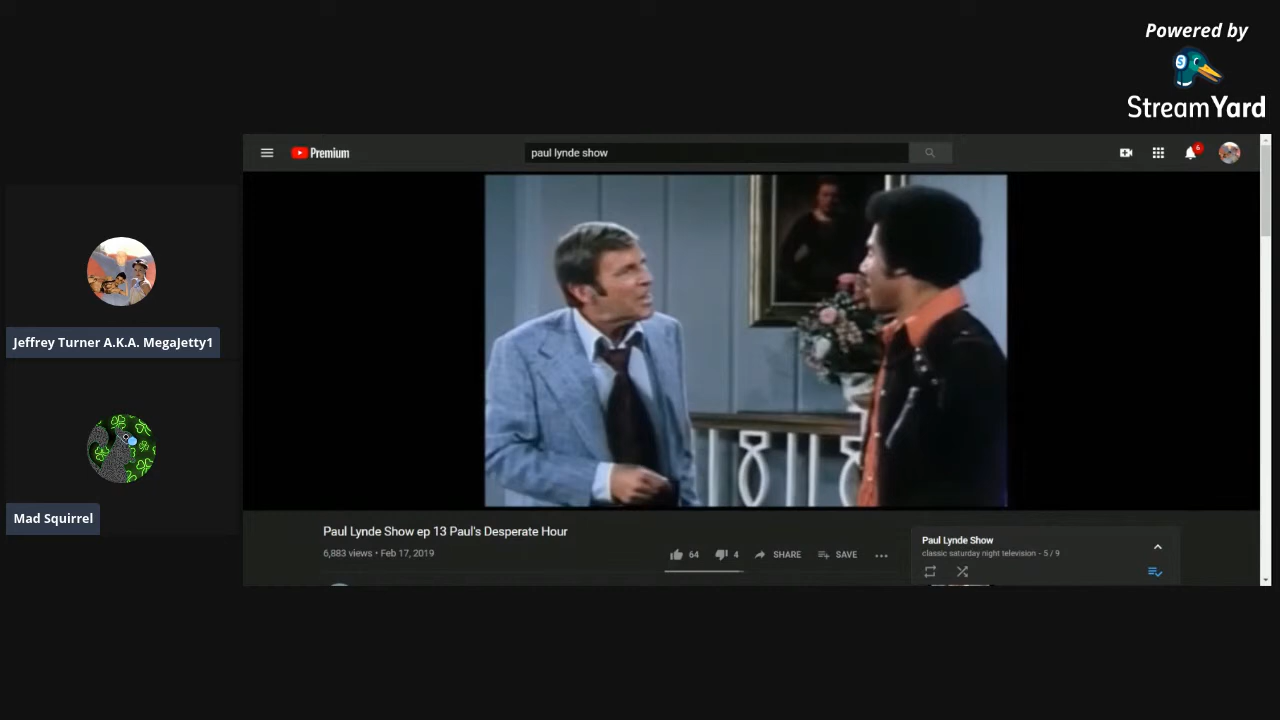 Powered by
StreamYard
Premium
paul lynde show
6
Jeffrey Turner A.K.A. MegaJetty1
Mad Squirrel
Paul Lynde Show ep 13 Paul's Desperate Hour
6,883 views • Feb 17, 2019
64
4
SHARE
SAVE
Paul Lynde Show
classic saturday night television - 5 / 9